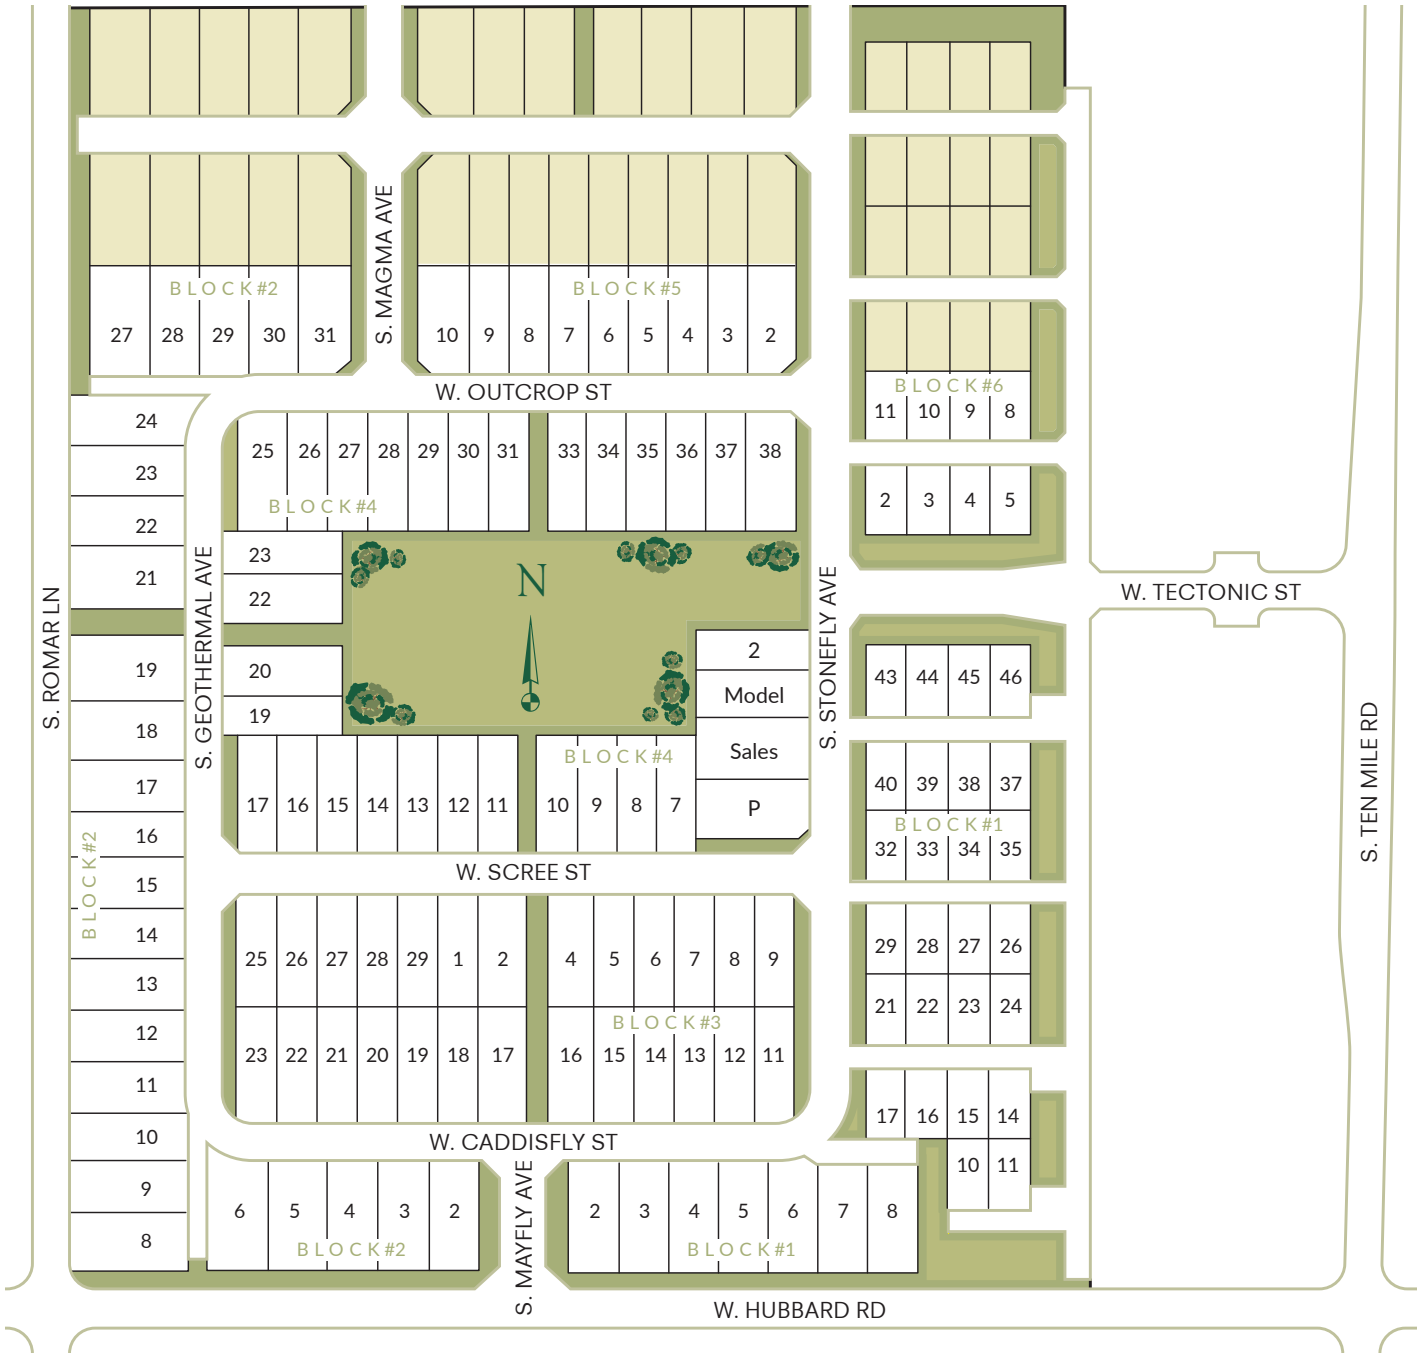 S. MAGMA AVE
BLOCK#2
27 28 29 30 31
BLOCK#5
10 9 8 7 6 5 4 3 2
BLOCK#6
11 10 9 8
W. OUTCROP ST
24
23
22
21
19
18
17
16
15
14
13
12
11
10
9
8
BLOCK#2
S. ROMAR LN
S. GEOTHERMAL AVE
25 26 27 28 29 30 31
33 34 35 36 37 38
BLOCK#4
23
22
20
19
N
2
Model
Sales
P
BLOCK#4
17 16 15 14 13 12 11
10 9 8 7
S. STONEFLY AVE
2 3 4 5
W. TECTONIC ST
43 44 45 46
40 39 38 37
BLOCK#1
32 33 34 35
S. TEN MILE RD
W. SCREE ST
25 26 27 28 29 1 2
4 5 6 7 8 9
BLOCK#3
23 22 21 20 19 18 17
16 15 14 13 12 11
29 28 27 26
21 22 23 24
17 16 15 14
10 11
W. CADDISFLY ST
6 5 4 3 2
BLOCK#2
S. MAYFLY AVE
2 3 4 5 6 7 8
BLOCK#1
W. HUBBARD RD